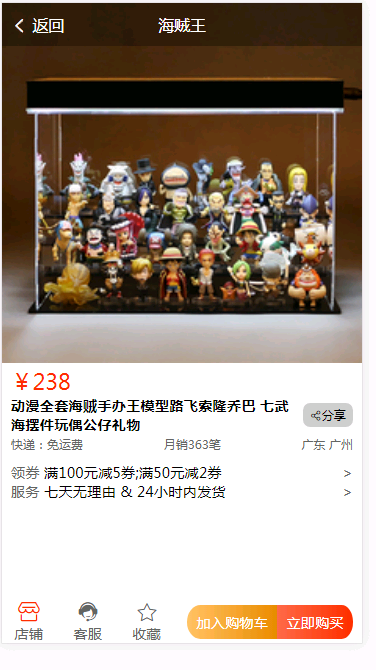 返回 海贼王
￥238
动漫全套海贼手办王模型路飞索隆乔巴 七武
海摆件玩偶公仔礼物
分享
快递：免运费 月销363笔 广东 广州
领券 满100元减5券;满50元减2券 >
服务 七天无理由 & 24小时内发货 >
店铺 客服 收藏 加入购物车 立即购买